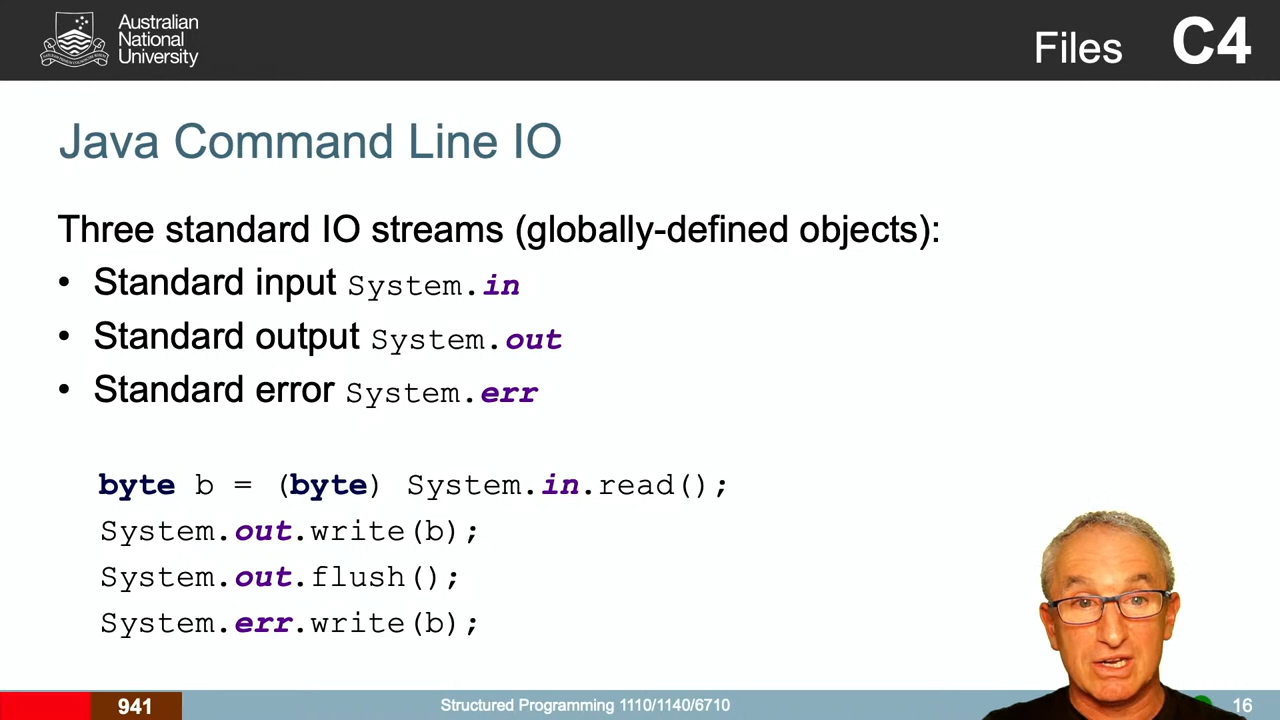 Australian
National
University
Files C4
Java Command Line IO
Three standard IO streams (globally-defined objects):
• Standard input System.in
• Standard output System.out
• Standard error System.err
byte b = (byte) System.in.read();
System.out.write(b);
System.out.flush();
System.err.write(b);
941 Structured Programming 1110/1140/6710 16